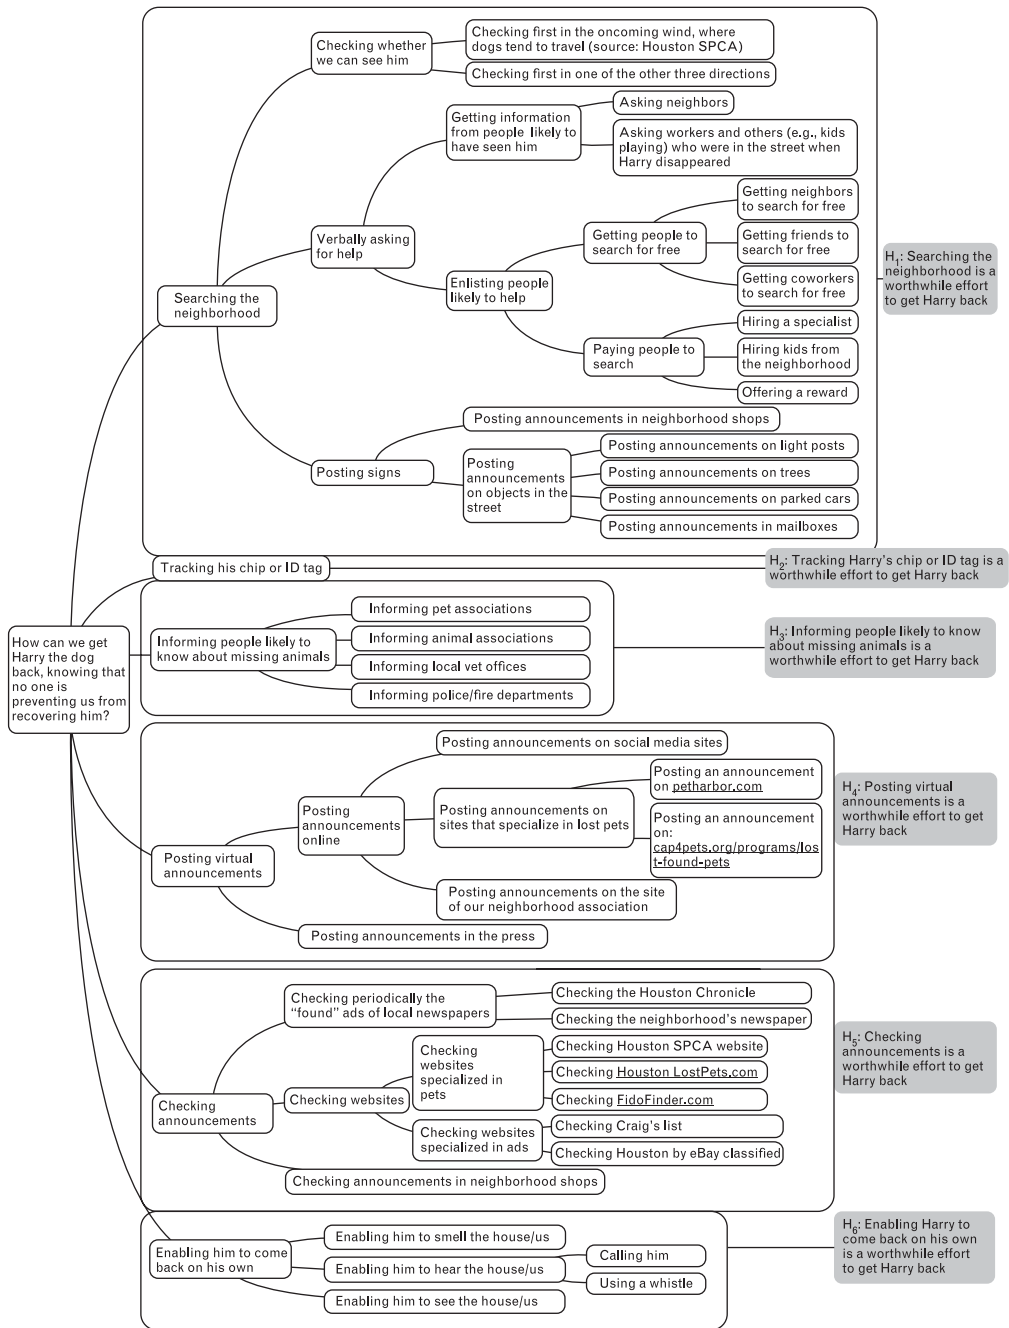 Checking whether
we can see him
Checking first in the oncoming wind, where
dogs tend to travel (source: Houston SPCA)
Checking first in one of the other three directions
Getting information
from people likely to
have seen him
Asking neighbors
Asking workers and others (e.g., kids
playing) who were in the street when
Harry disappeared
Verbally asking
for help
Enlisting people
likely to help
Getting people to
search for free
Getting neighbors
to search for free
Getting friends to
search for free
Getting coworkers
to search for free
Paying people to
search
Hiring a specialist
Hiring kids from
the neighborhood
Offering a reward
Searching the
neighborhood
H1: Searching the
neighborhood is a
worthwhile effort
to get Harry back
Posting signs
Posting announcements in neighborhood shops
Posting
announcements
on objects in the
street
Posting announcements on light posts
Posting announcements on trees
Posting announcements on parked cars
Posting announcements in mailboxes
Tracking his chip or ID tag
H2: Tracking Harry's chip or ID tag is a
worthwhile effort to get Harry back
How can we get
Harry the dog
back, knowing that
no one is
preventing us from
recovering him?
Informing people likely to
know about missing animals
Informing pet associations
Informing animal associations
Informing local vet offices
Informing police/fire departments
H3: Informing people likely to know
about missing animals is a
worthwhile effort to get Harry back
Posting virtual
announcements
Posting
announcements
online
Posting announcements on social media sites
Posting announcements on
sites that specialize in lost pets
Posting an announcement
on petharbor.com
Posting an announcement
on:
cap4pets.org/programs/los
t-found-pets
Posting announcements on the site
of our neighborhood association
Posting announcements in the press
H4: Posting virtual
announcements is a
worthwhile effort to get
Harry back
Checking
announcements
Checking periodically the
"found" ads of local newspapers
Checking the Houston Chronicle
Checking the neighborhood's newspaper
Checking websites
Checking
websites
specialized in
pets
Checking Houston SPCA website
Checking Houston LostPets.com
Checking FidoFinder.com
Checking websites
specialized in ads
Checking Craig's list
Checking Houston by eBay classified
Checking announcements in neighborhood shops
H5: Checking
announcements is a
worthwhile effort to get
Harry back
Enabling him to come
back on his own
Enabling him to smell the house/us
Enabling him to hear the house/us
Calling him
Using a whistle
Enabling him to see the house/us
H6: Enabling Harry to
come back on his own
is a worthwhile effort
to get Harry back